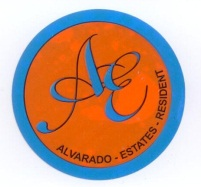 AE
ALVARADO - ESTATES - RESIDENT